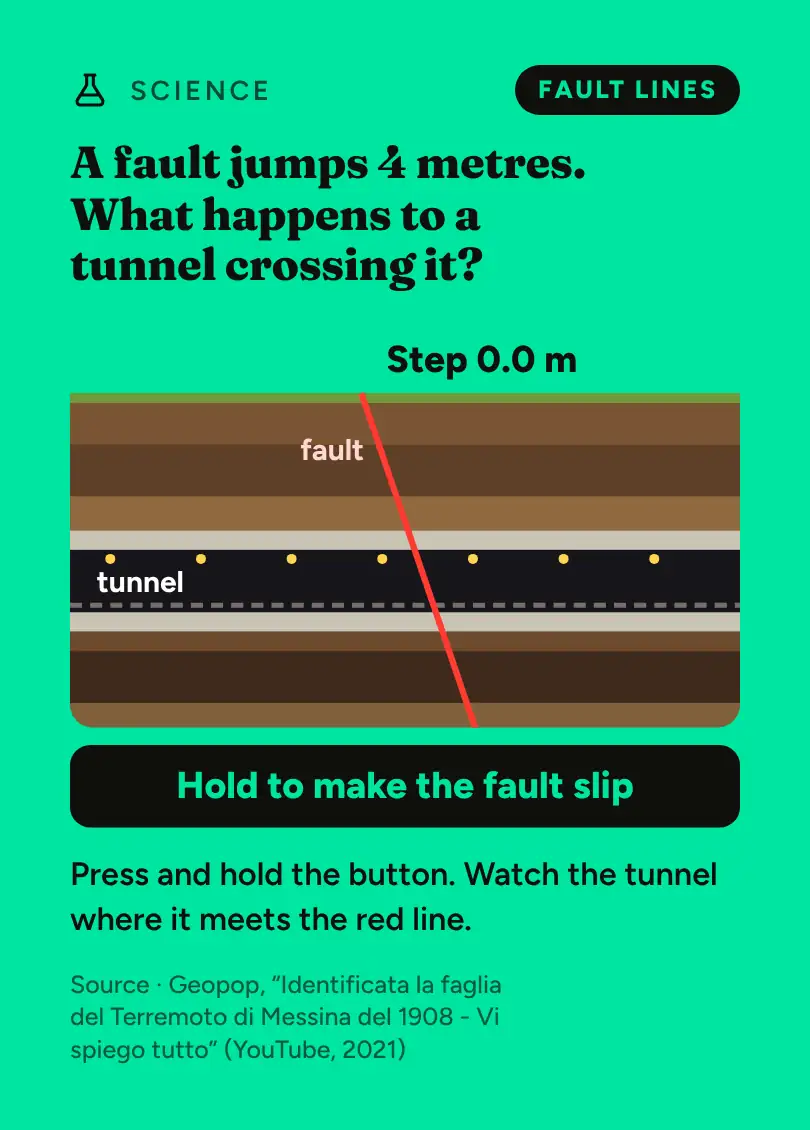 SCIENCE
FAULT LINES
A fault jumps 4 metres.
What happens to a
tunnel crossing it?
Step 0.0 m
fault
tunnel
Hold to make the fault slip
Press and hold the button. Watch the tunnel
where it meets the red line.
Source · Geopop, “Identificata la faglia
del Terremoto di Messina del 1908 - Vi
spiego tutto” (YouTube, 2021)